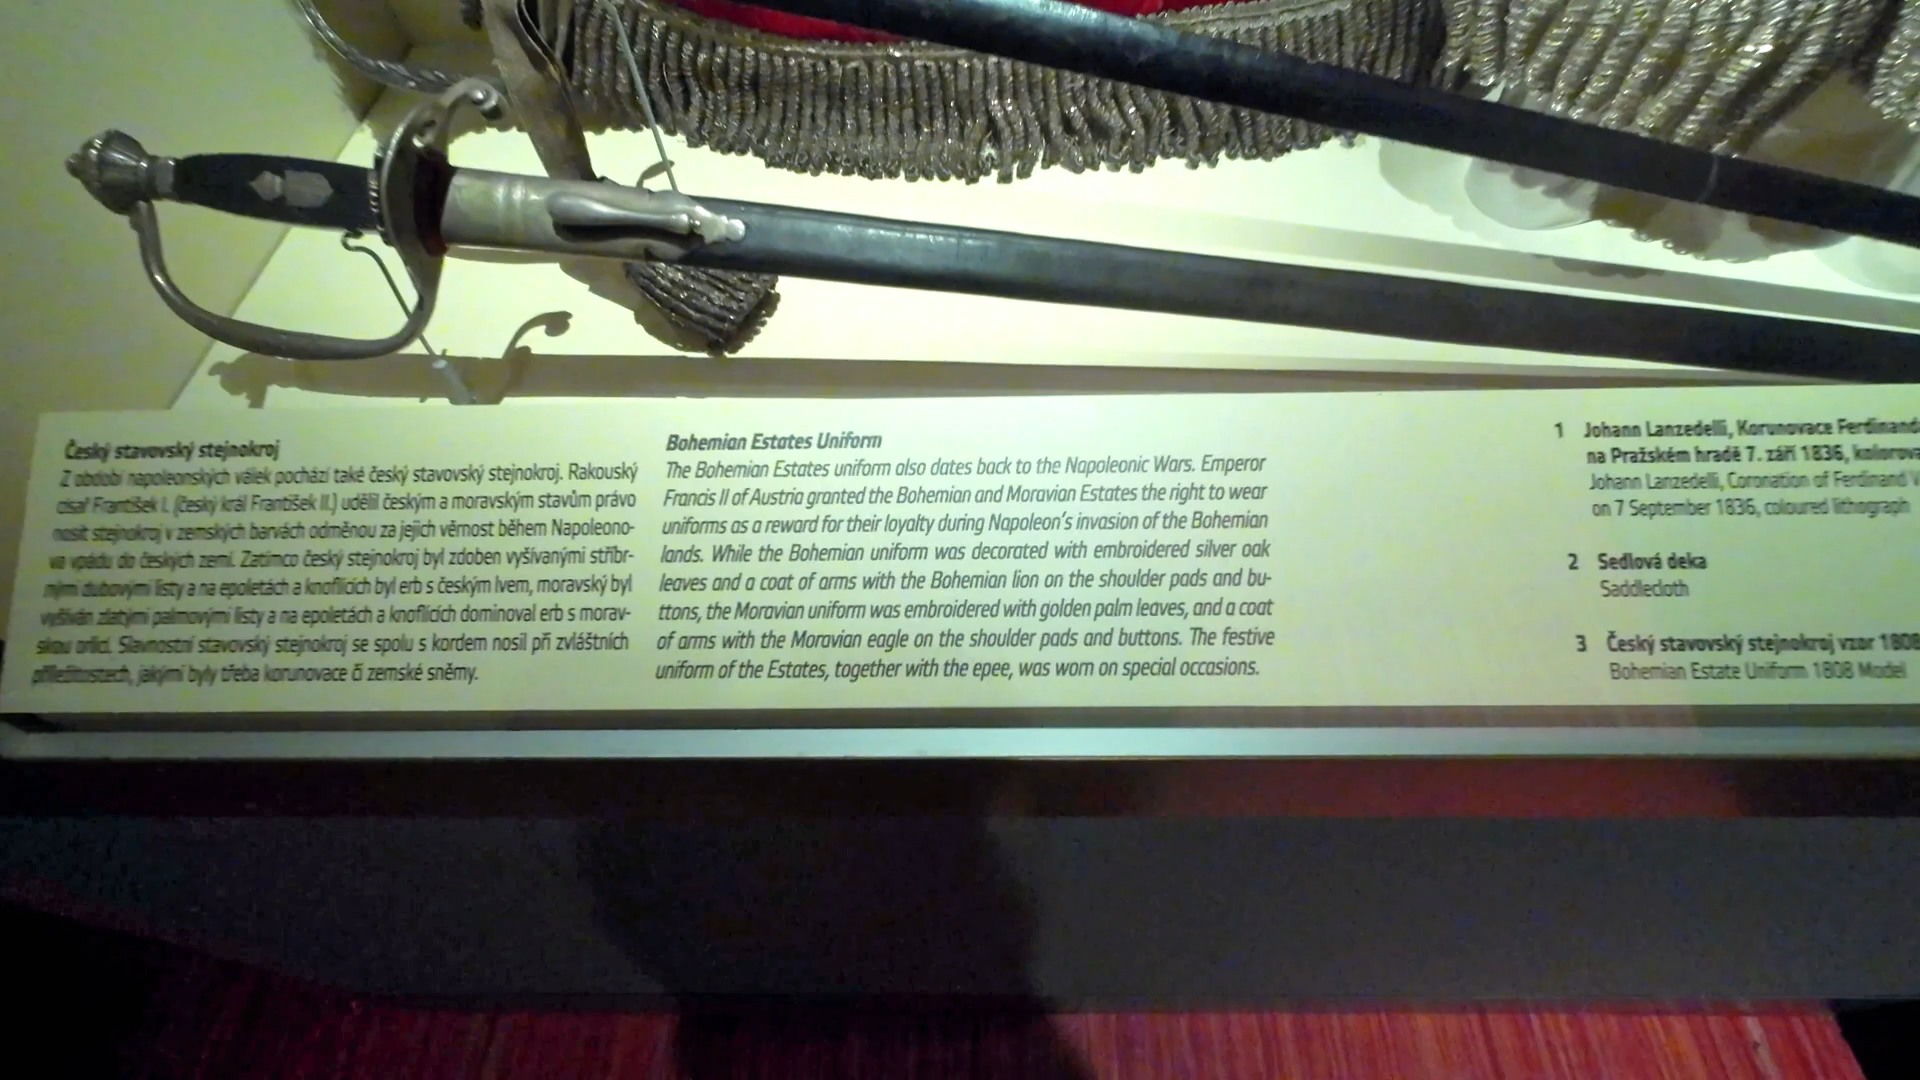 Český stavovský stejnokroj
Z období napoleonských válek pochází také český stavovský stejnokroj. Rakouský
císař František I. (český král František II.) udělil českým a moravským stavům právo
nosit stejnokroj v zemských barvách odměnou za jejich věrnost během Napoleono-
va vpádu do českých zemí. Zatímco český stejnokroj byl zdoben vyšívanými stříbr-
nými dubovými listy a na epoletách a knoflících byl erb s českým lvem, moravský byl
vyšíván zlatými palmovými listy a na epoletách a knoflících dominoval erb s morav-
skou orlicí. Slavnostní stavovský stejnokroj se spolu s kordem nosil při zvláštních
příležitostech, jakými byly třeba korunovace či zemské sněmy.
Bohemian Estates Uniform
The Bohemian Estates uniform also dates back to the Napoleonic Wars. Emperor
Francis II of Austria granted the Bohemian and Moravian Estates the right to wear
uniforms as a reward for their loyalty during Napoleon's invasion of the Bohemian
lands. While the Bohemian uniform was decorated with embroidered silver oak
leaves and a coat of arms with the Bohemian lion on the shoulder pads and bu-
ttons, the Moravian uniform was embroidered with golden palm leaves, and a coat
of arms with the Moravian eagle on the shoulder pads and buttons. The festive
uniform of the Estates, together with the epee, was worn on special occasions.
1 Johann Lanzedelli, Korunovace Ferdinanda
na Pražském hradě 7. září 1836, kolorova
Johann Lanzedelli, Coronation of Ferdinand V
on 7 September 1836, coloured lithograph
2 Sedlová deka
Saddlecloth
3 Český stavovský stejnokroj vzor 1808
Bohemian Estate Uniform 1808 Model